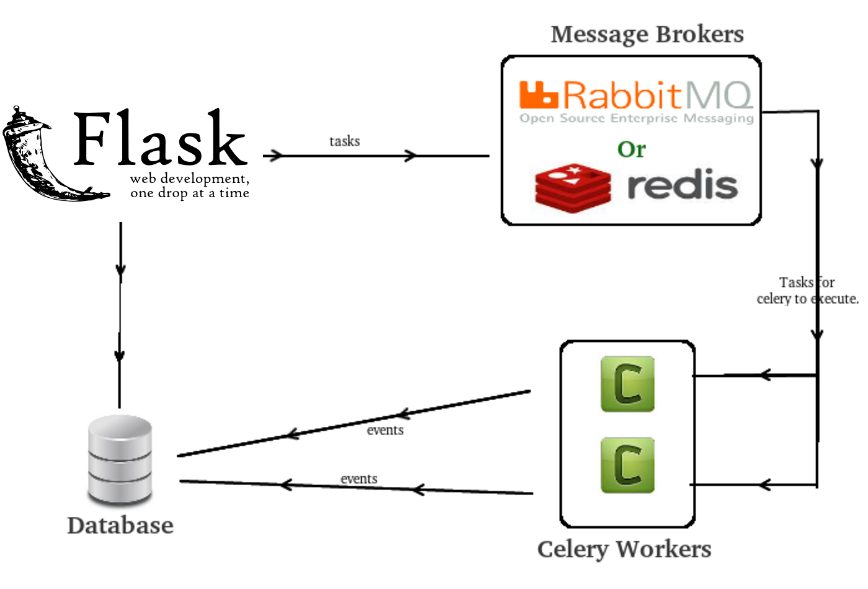 Message Brokers
RabbitMQ
Open Source Enterprise Messaging
Or
redis
Flask
web development,
one drop at a time
tasks
Tasks for
celery to execute.
C
C
events
events
Database
Celery Workers